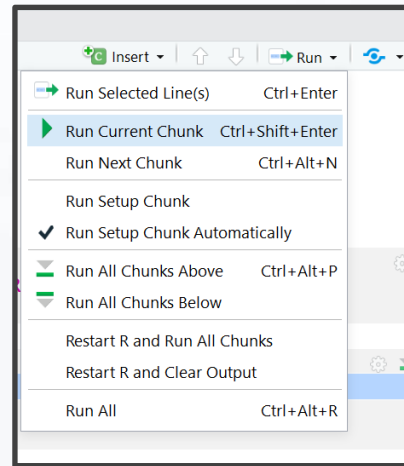 Insert Run
Run Selected Line(s) Ctrl+Enter
Run Current Chunk Ctrl+Shift+Enter
Run Next Chunk Ctrl+Alt+N
Run Setup Chunk
Run Setup Chunk Automatically
Run All Chunks Above Ctrl+Alt+P
Run All Chunks Below
Restart R and Run All Chunks
Restart R and Clear Output
Run All Ctrl+Alt+R